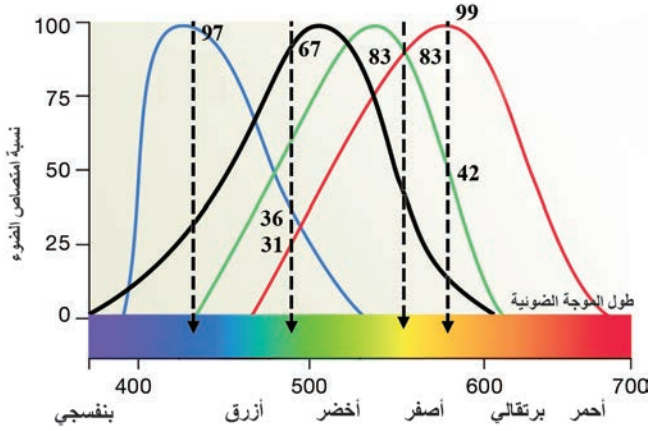 100
75
50
25
0
نسبة امتصاص الضوء
97
67
83
83
99
42
36
31
طول الموجة الضوئية
400
500
600
700
بنفسجي
أزرق
أخضر
أصفر
برتقالي
أحمر